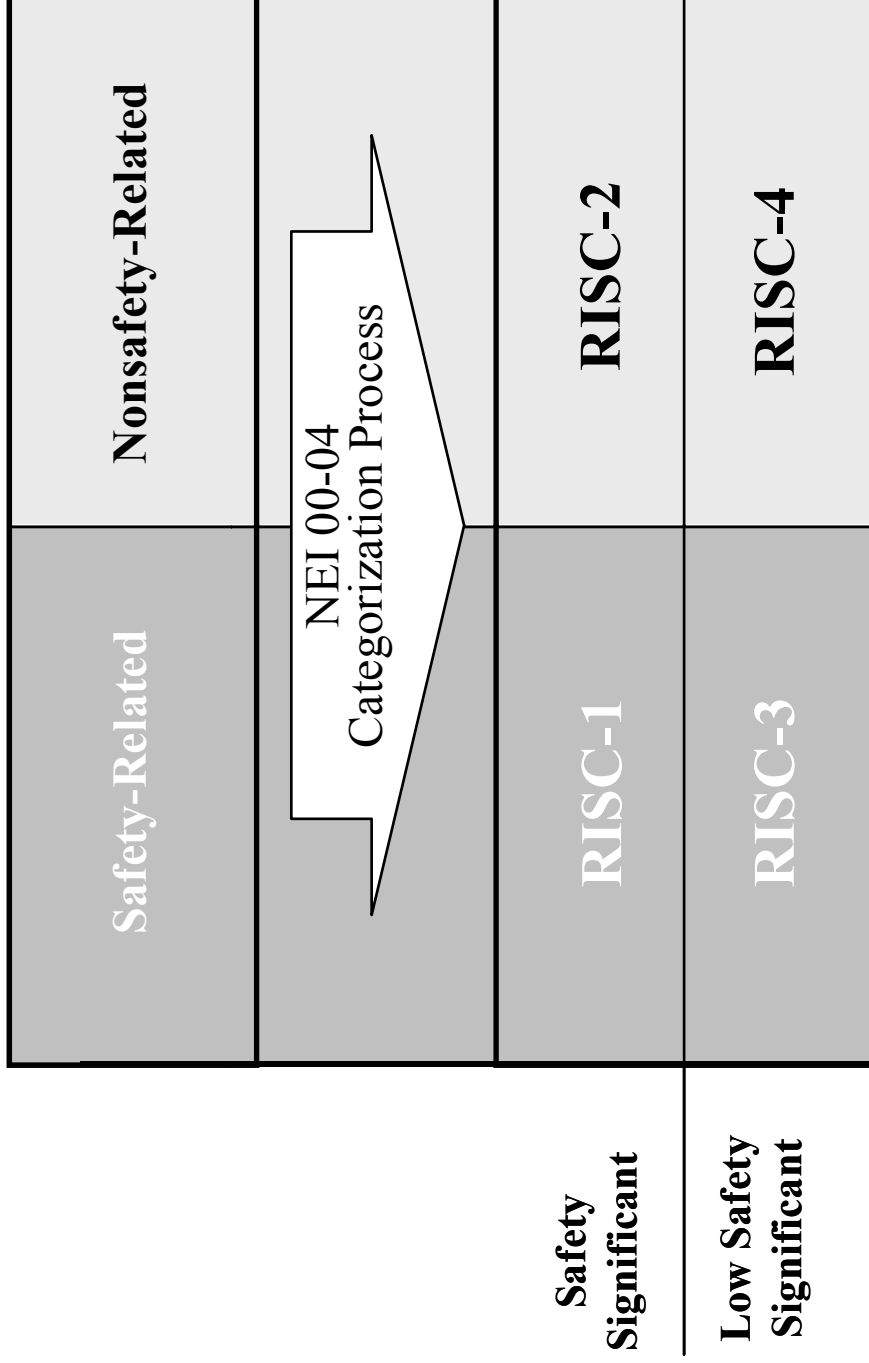 Safety-Related
Nonsafety-Related
NEI 00-04
Categorization Process
Safety
Significant
RISC-1
RISC-2
Low Safety
Significant
RISC-3
RISC-4